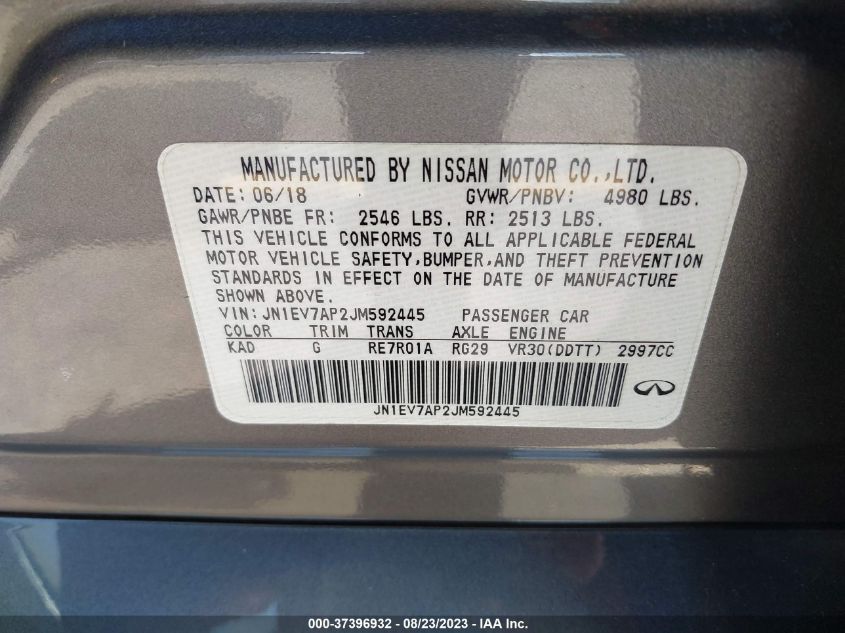 MANUFACTURED BY NISSAN MOTOR CO.,LTD.
DATE: 06/18 GVWR/PNBV: 4980 LBS.
GAWR/PNBE FR: 2546 LBS. RR: 2513 LBS.
THIS VEHICLE CONFORMS TO ALL APPLICABLE FEDERAL
MOTOR VEHICLE SAFETY,BUMPER,AND THEFT PREVENTION
STANDARDS IN EFFECT ON THE DATE OF MANUFACTURE
SHOWN ABOVE.
VIN: JN1EV7AP2JM592445 PASSENGER CAR
COLOR TRIM TRANS AXLE ENGINE
KAD G RE7R01A RG29 VR30(DDTT) 2997CC
JN1EV7AP2JM592445
000-37396932 / 08/23/2023 - IAA Inc.